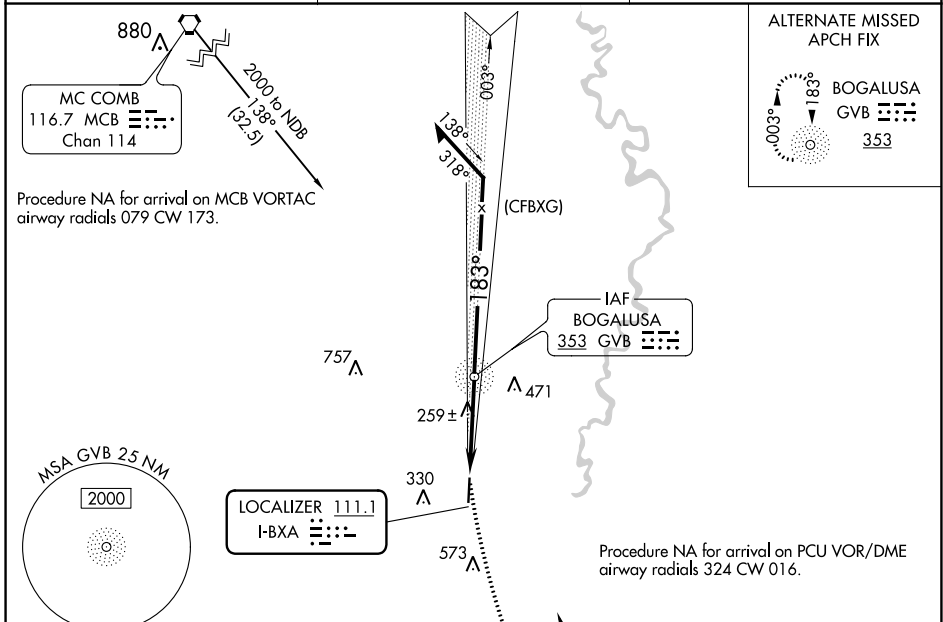 880
MC COMB
116.7 MCB
Chan 114
2000 to NDB
138°
(32.5)
Procedure NA for arrival on MCB VORTAC
airway radials 079 CW 173.
003°
138°
318°
(CFBXG)
183°
ALTERNATE MISSED
APCH FIX
003°
183°
BOGALUSA
GVB
353
IAF
BOGALUSA
353 GVB
757
471
259±
MSA GVB 25 NM
2000
330
LOCALIZER 111.1
I-BXA
573
Procedure NA for arrival on PCU VOR/DME
airway radials 324 CW 016.